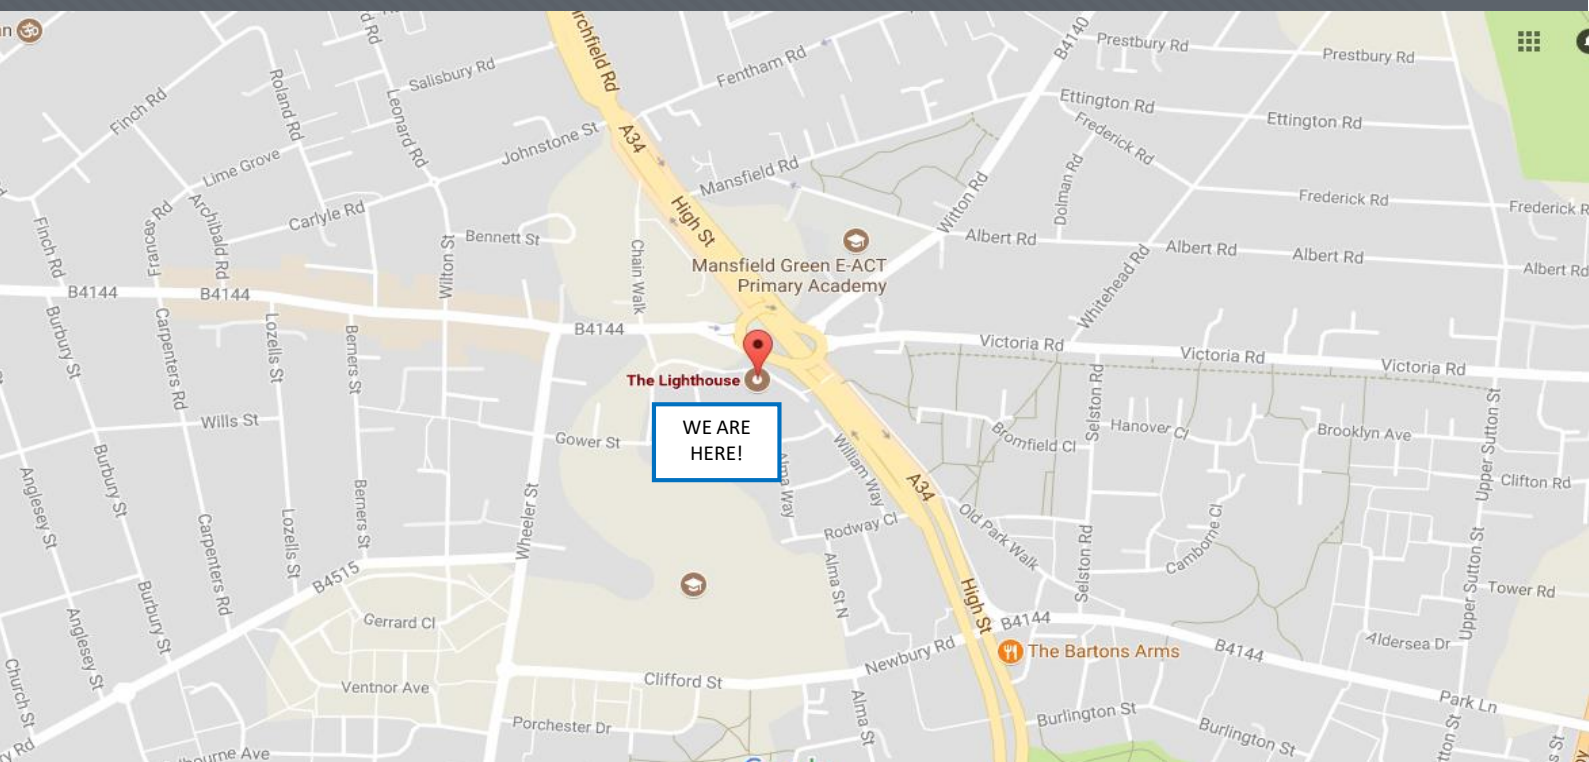 rchfield Rd
B4140
Prestbury Rd
Prestbury Rd
Salisbury Rd
Fentham Rd
Finch Rd
Roland Rd
Leonard Rd
Johnstone St
A34
Ettington Rd
Ettington Rd
Frederick Rd
Lime Grove
Mansfield Rd
Witton Rd
Dolman Rd
Frederick Rd
Frederick R
Frances Rd
Archibald Rd
Carlyle Rd
High St
Finch Rd
Wilton St
Bennett St
Chain Walk
Albert Rd
Albert Rd
Albert Rd
Albert Rd
Mansfield Green E-ACT
Primary Academy
Whitehead Rd
B4144
B4144
B4144
Burbury St
Carpenters Rd
Lozells St
Berners St
Victoria Rd
Victoria Rd
Victoria Rd
The Lighthouse
WE ARE
HERE!
Wills St
Gower St
Alma Way
William Way
Selston Rd
Bromfield Cl
Hanover Cl
Brooklyn Ave
Upper Sutton St
Clifton Rd
Anglesey St
Burbury St
Carpenters Rd
Lozells St
Berners St
Wheeler St
A34
Rodway Cl
Old Park Walk
Selston Rd
Camborne Cl
Upper Sutton St
Tower Rd
B4515
Alma St N
High St
B4144
Anglesey St
Burbury St
Gerrard Cl
Newbury Rd
The Bartons Arms
B4144
Aldersea Dr
Church St
Ventnor Ave
Clifford St
Alma St
Park Ln
Porchester Dr
Burlington St
Burlington St